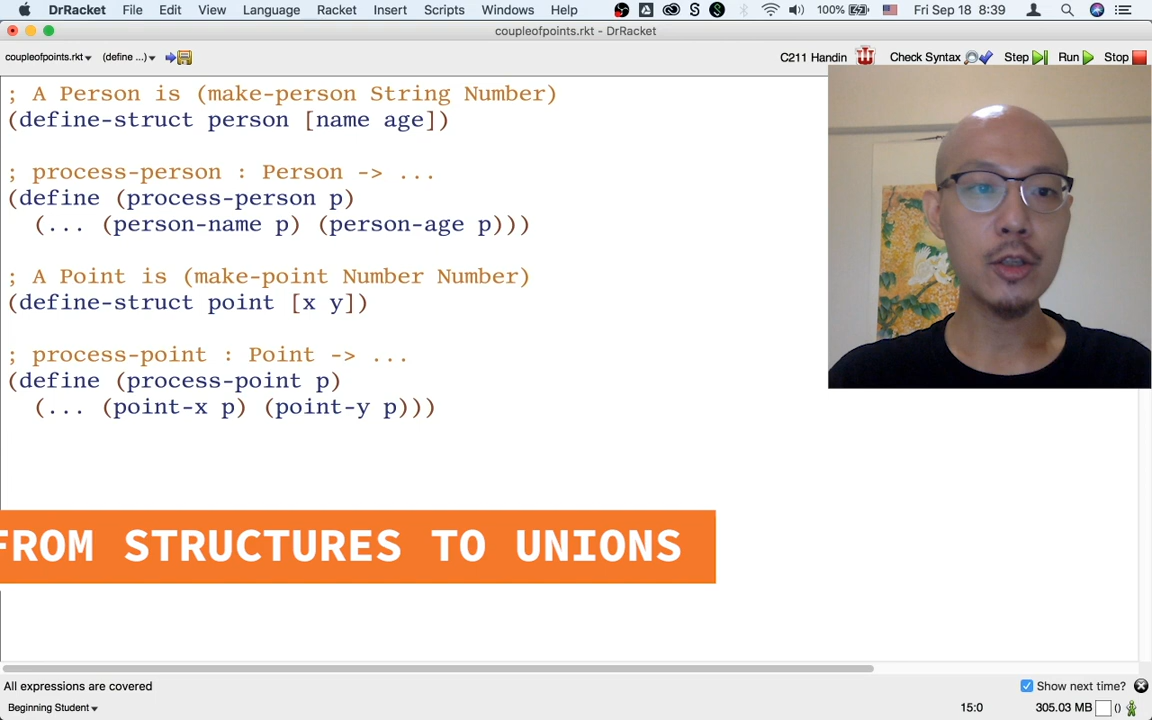 DrRacket File Edit View Language Racket Insert Scripts Windows Help 100% Fri Sep 18 8:39
coupleofpoints.rkt - DrRacket
coupleofpoints.rkt (define ...) C211 Handin Check Syntax Step Run Stop
; A Person is (make-person String Number)
(define-struct person [name age])
; process-person : Person -> ...
(define (process-person p)
(... (person-name p) (person-age p)))
; A Point is (make-point Number Number)
(define-struct point [x y])
; process-point : Point -> ...
(define (process-point p)
(... (point-x p) (point-y p)))
FROM STRUCTURES TO UNIONS
All expressions are covered Show next time?
Beginning Student 15:0 305.03 MB ()